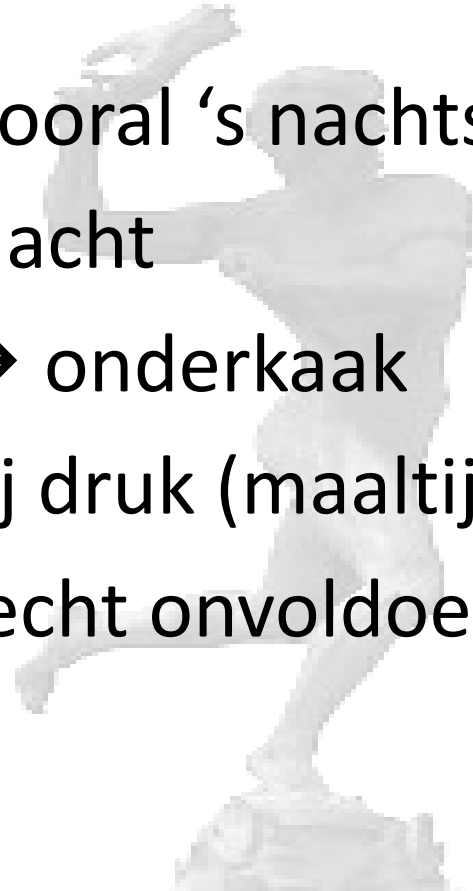 ooral ‘s nachts
acht
→ onderkaak
j druk (maaltij
echt onvoldoe